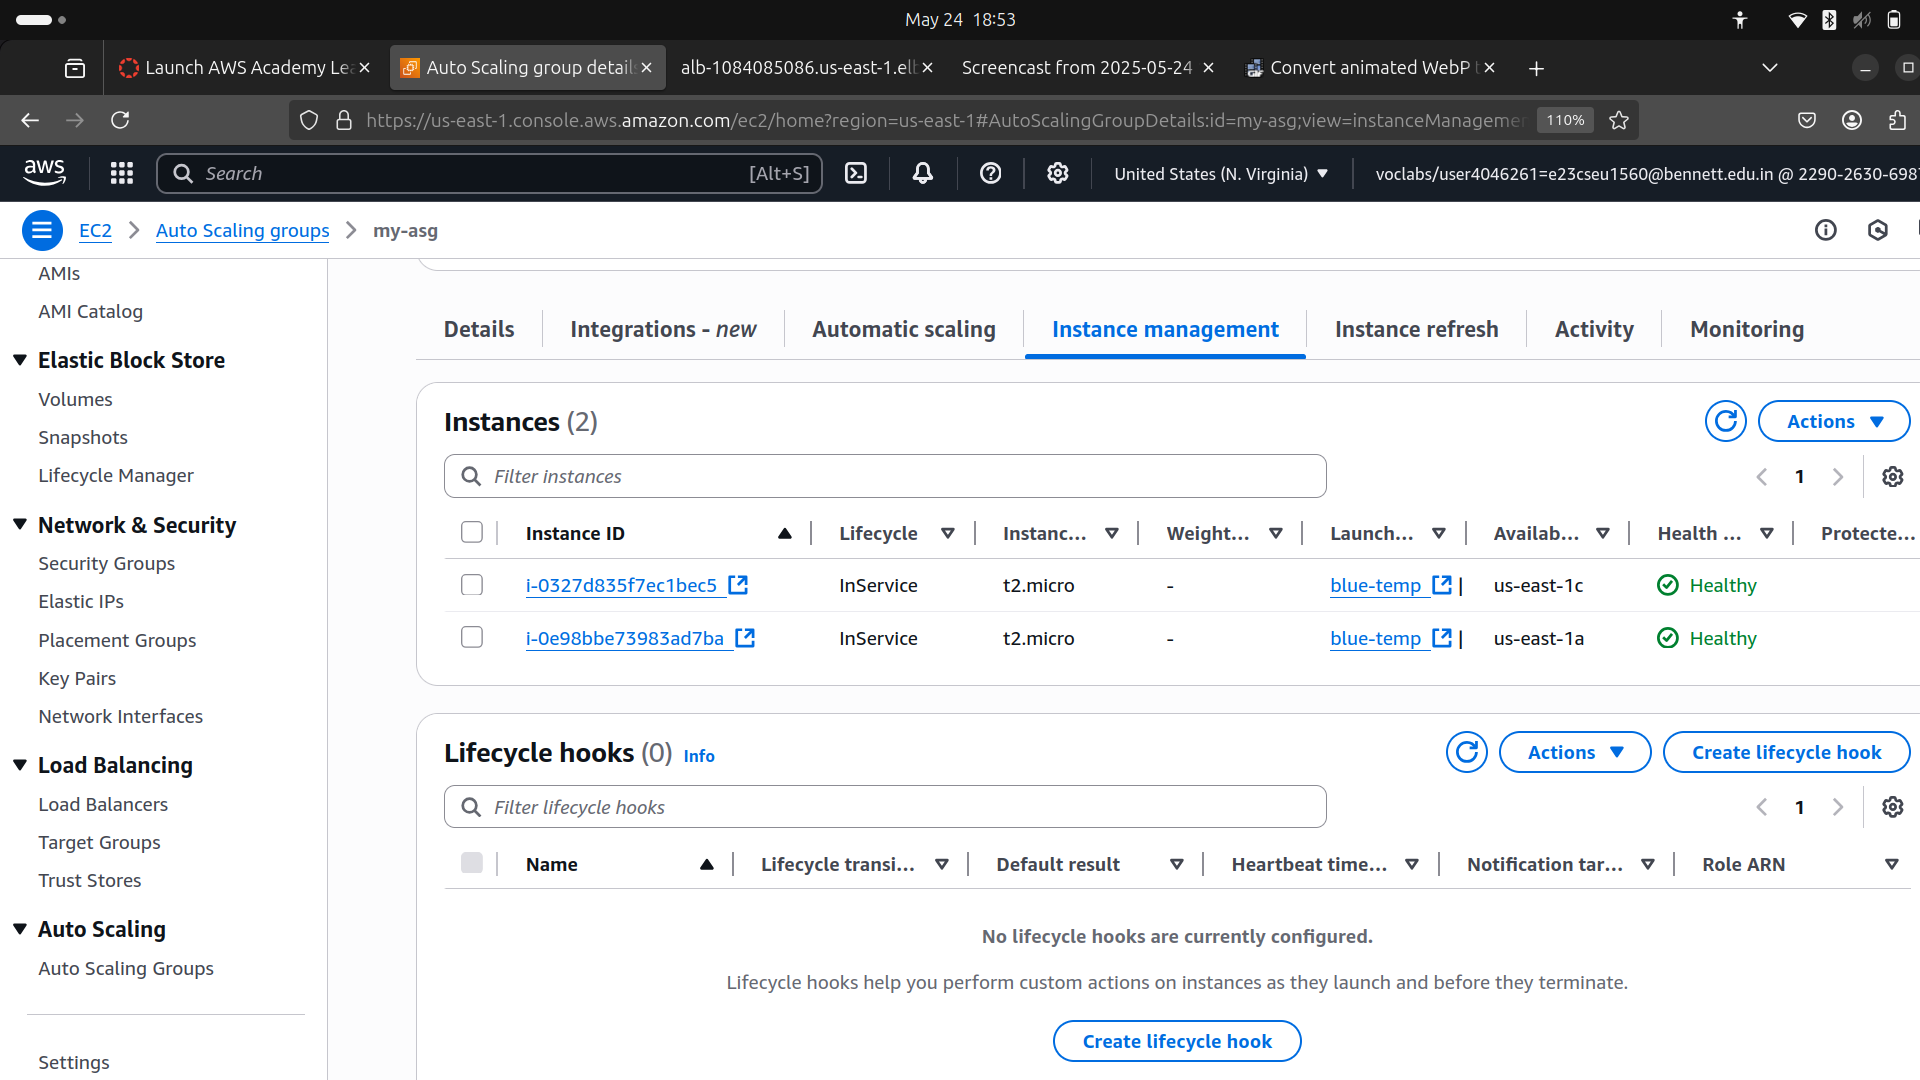 May 24 18:53
Launch AWS Academy Le
Auto Scaling group details
alb-1084085086.us-east-1.elb
Screencast from 2025-05-24
Convert animated WebP t
https://us-east-1.console.aws.amazon.com/ec2/home?region=us-east-1#AutoScalingGroupDetails:id=my-asg;view=instanceManagemen
110%
aws
Search
[Alt+S]
United States (N. Virginia)
voclabs/user4046261=e23cseu1560@bennett.edu.in @ 2290-2630-698
EC2
Auto Scaling groups
my-asg
AMIs
AMI Catalog
Elastic Block Store
Volumes
Snapshots
Lifecycle Manager
Network & Security
Security Groups
Elastic IPs
Placement Groups
Key Pairs
Network Interfaces
Load Balancing
Load Balancers
Target Groups
Trust Stores
Auto Scaling
Auto Scaling Groups
Settings
Details
Integrations - new
Automatic scaling
Instance management
Instance refresh
Activity
Monitoring
Instances (2)
Actions
Filter instances
1
Instance ID Lifecycle Instanc... Weight... Launch... Availab... Health ... Protecte...
i-0327d835f7ec1bec5 InService t2.micro - blue-temp | us-east-1c Healthy
i-0e98bbe73983ad7ba InService t2.micro - blue-temp | us-east-1a Healthy
Lifecycle hooks (0) Info
Actions
Create lifecycle hook
Filter lifecycle hooks
1
Name Lifecycle transi... Default result Heartbeat time... Notification tar... Role ARN
No lifecycle hooks are currently configured.
Lifecycle hooks help you perform custom actions on instances as they launch and before they terminate.
Create lifecycle hook